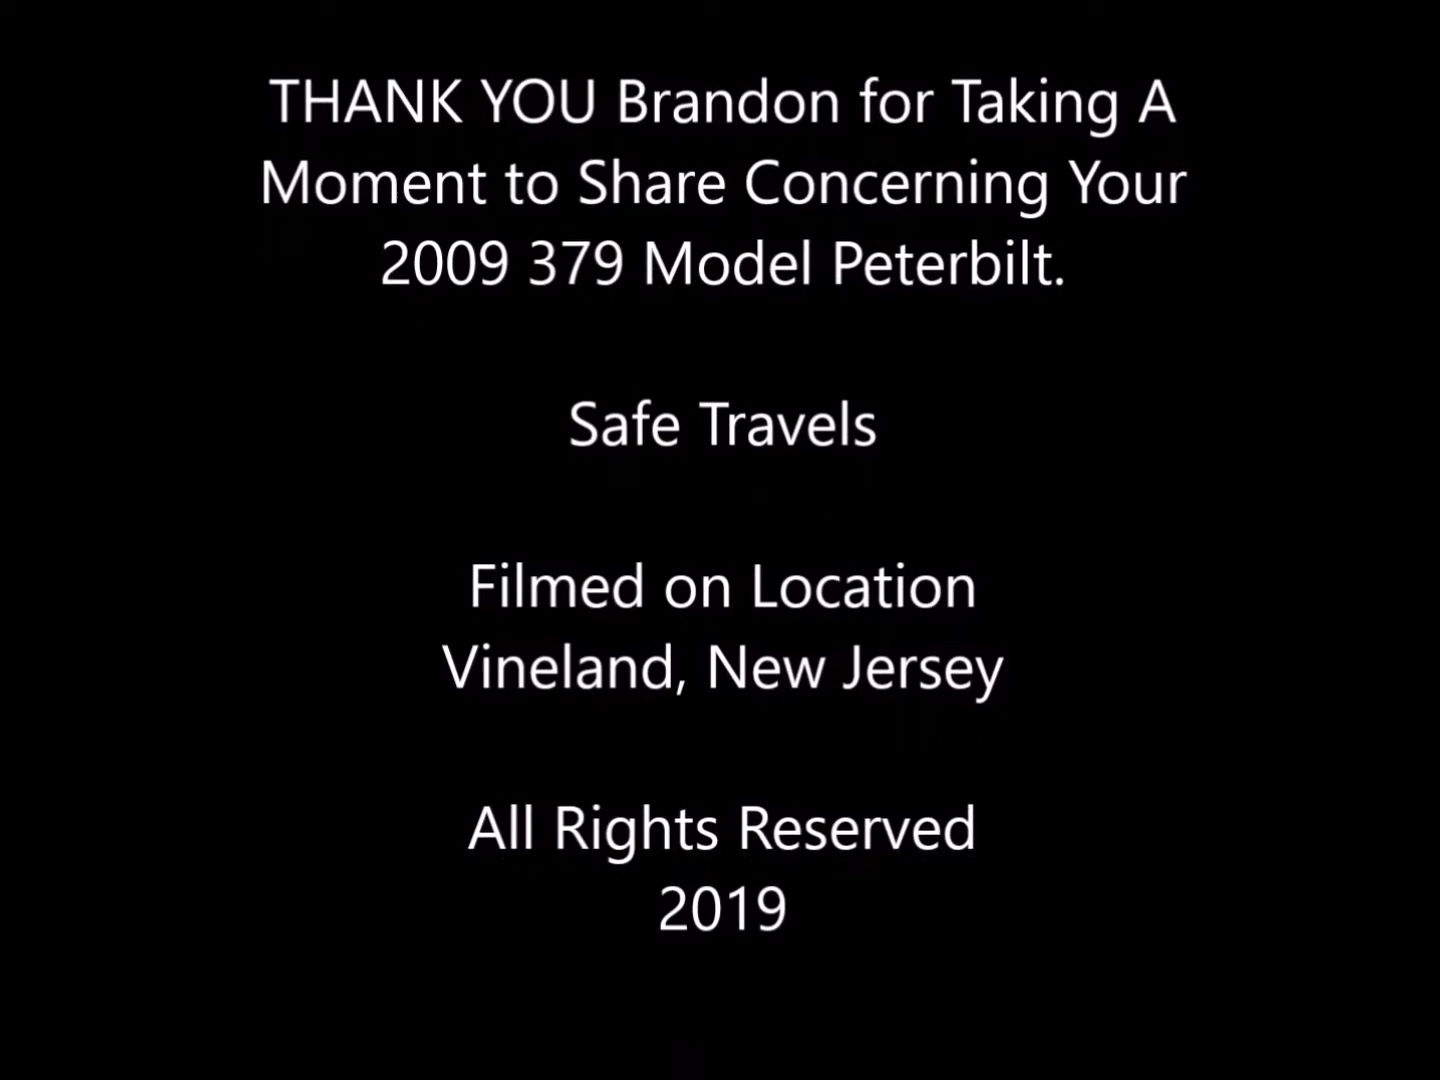 THANK YOU Brandon for Taking A
Moment to Share Concerning Your
2009 379 Model Peterbilt.
Safe Travels
Filmed on Location
Vineland, New Jersey
All Rights Reserved
2019